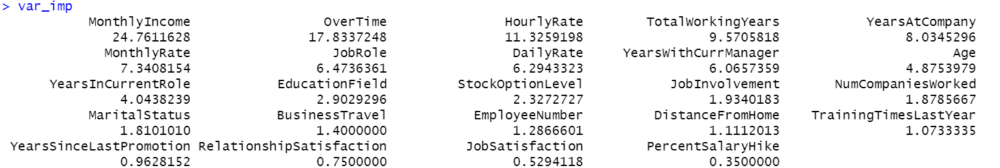 > var_imp
MonthlyIncome OverTime HourlyRate TotalWorkingYears YearsAtCompany
24.7611628 17.8337248 11.3259198 9.5705818 8.0345296
MonthlyRate JobRole DailyRate YearsWithCurrManager Age
7.3408154 6.4736361 6.2943323 6.0657359 4.8753979
YearsInCurrentRole EducationField StockOptionLevel JobInvolvement NumCompaniesWorked
4.0438239 2.9029296 2.3272727 1.9340183 1.8785667
MaritalStatus BusinessTravel EmployeeNumber DistanceFromHome TrainingTimesLastYear
1.8101010 1.4000000 1.2866601 1.1112013 1.0733335
YearsSinceLastPromotion RelationshipSatisfaction JobSatisfaction PercentSalaryHike
0.9628152 0.7500000 0.5294118 0.3500000